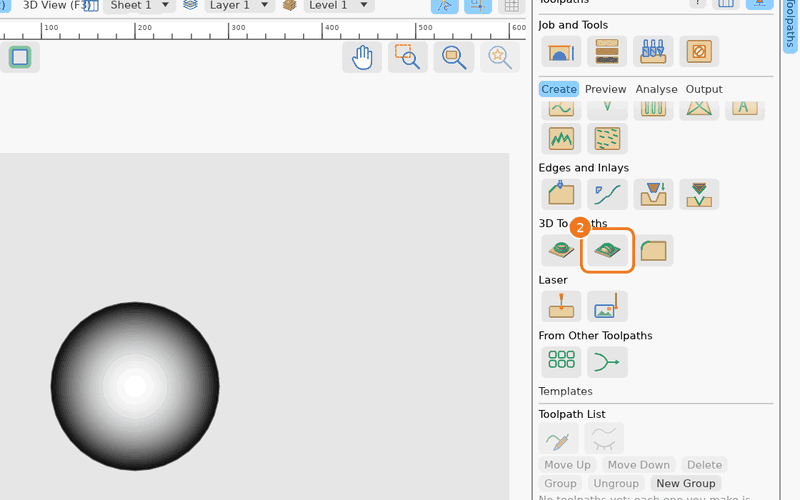 3D View (F3) Sheet 1 Layer 1 Level 1
Toolpaths
?
100 200 300 400 500 600
Toolpaths
Job and Tools
Create Preview Analyse Output
Edges and Inlays
3D To ths
2
Laser
From Other Toolpaths
Templates
Toolpath List
Move Up Move Down Delete
Group Ungroup New Group
No toolpaths yet: each one you make is